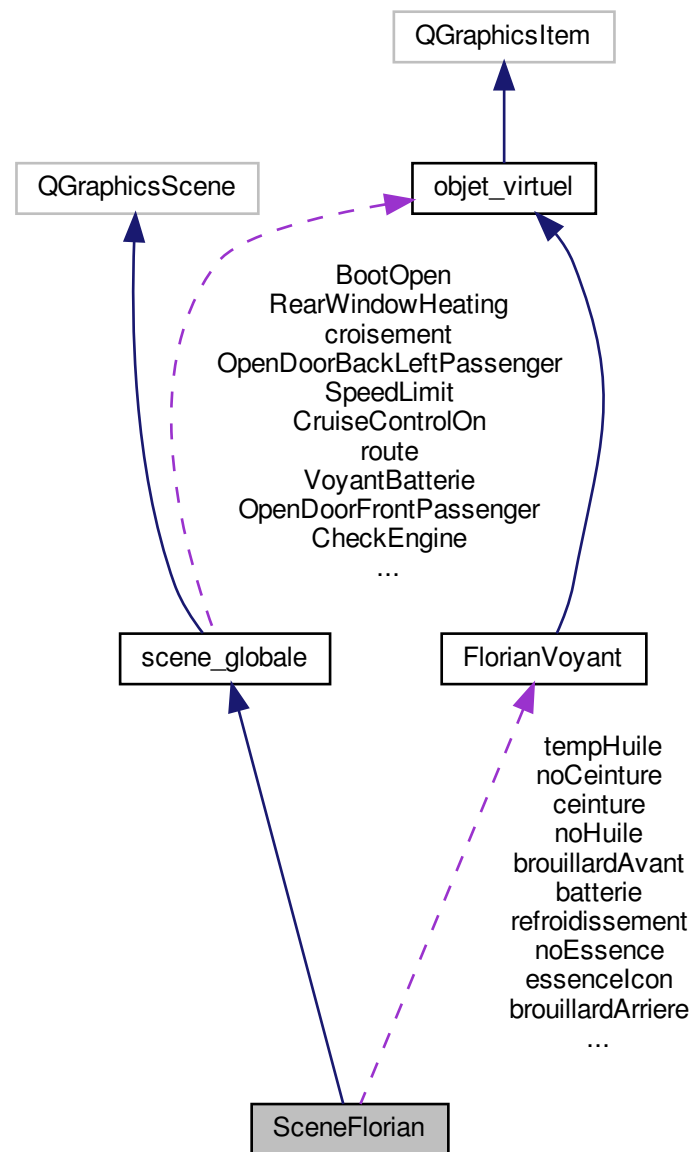 QGraphicsItem
QGraphicsScene
objet_virtuel
BootOpen
RearWindowHeating
croisement
OpenDoorBackLeftPassenger
SpeedLimit
CruiseControlOn
route
VoyantBatterie
OpenDoorFrontPassenger
CheckEngine
...
scene_globale
FlorianVoyant
tempHuile
noCeinture
ceinture
noHuile
brouillardAvant
batterie
refroidissement
noEssence
essenceIcon
brouillardArriere
...
SceneFlorian